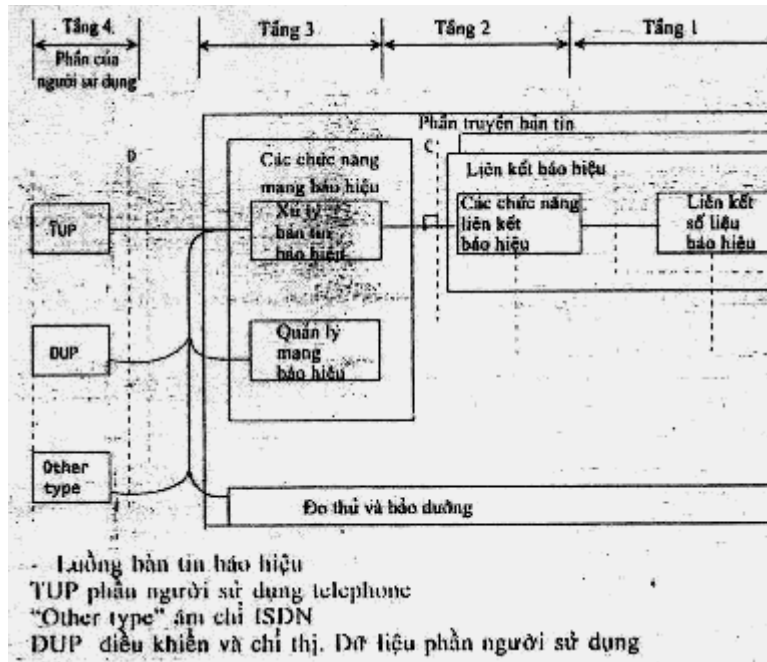 Tầng 4
Tầng 3
Tầng 2
Tầng 1
Phần của
người sử dụng
Phần truyền bản tin
D
C
Các chức năng
mạng báo hiệu
Liên kết báo hiệu
TUP
Xử lý
bản tin
báo hiệu
Các chức năng
liên kết
báo hiệu
Liên kết
số liệu
báo hiệu
DUP
Quản lý
mạng
báo hiệu
Other
type
Đo thử và bảo dưỡng
- Luồng bản tin báo hiệu
TUP phần người sử dụng telephone
“Other type” ám chỉ ISDN
DUP điều khiển và chỉ thị. Dữ liệu phần người sử dụng